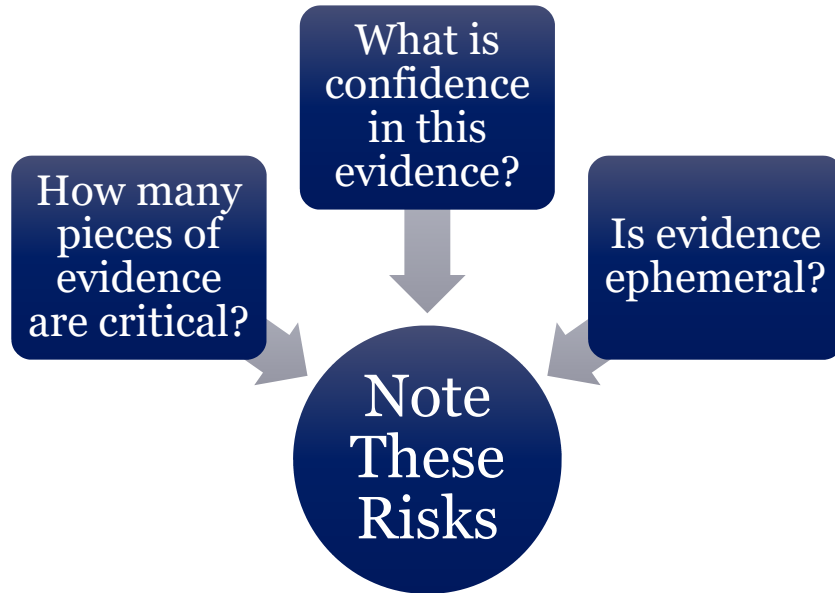 How many
pieces of
evidence
are critical?
What is
confidence
in this
evidence?
Is evidence
ephemeral?
Note
These
Risks